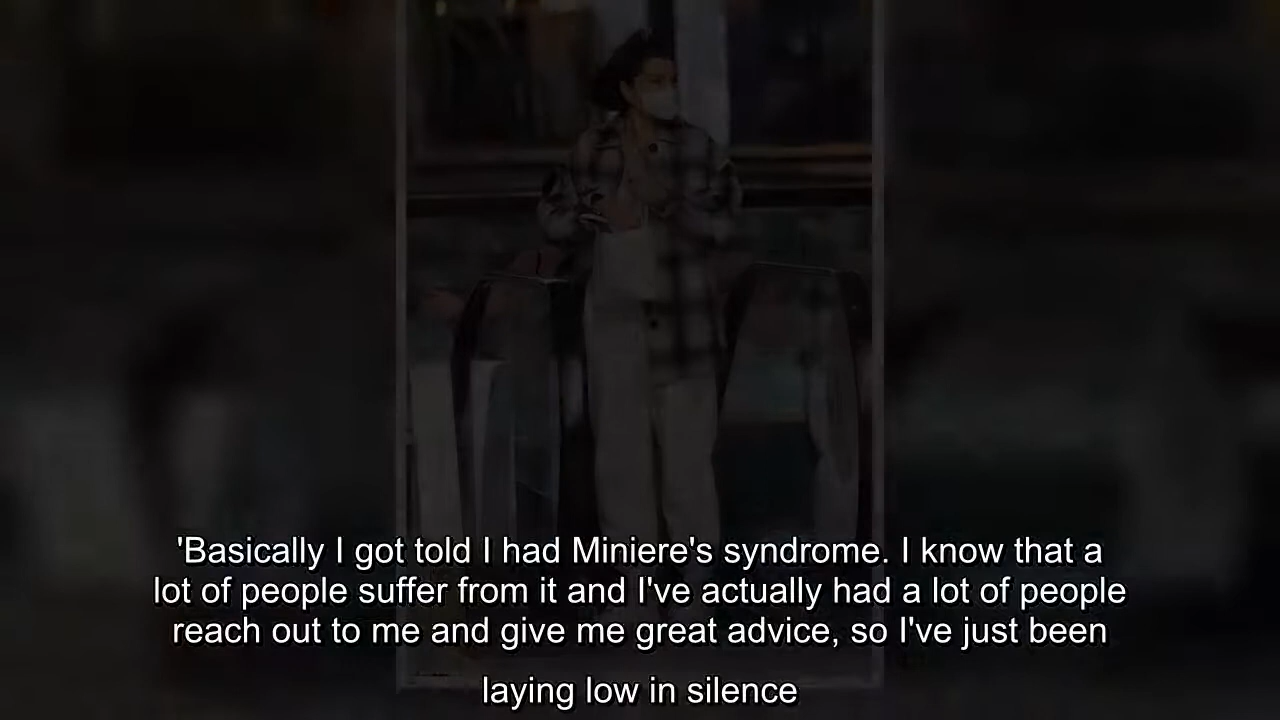 'Basically I got told I had Miniere's syndrome. I know that a
lot of people suffer from it and I've actually had a lot of people
reach out to me and give me great advice, so I've just been
laying low in silence